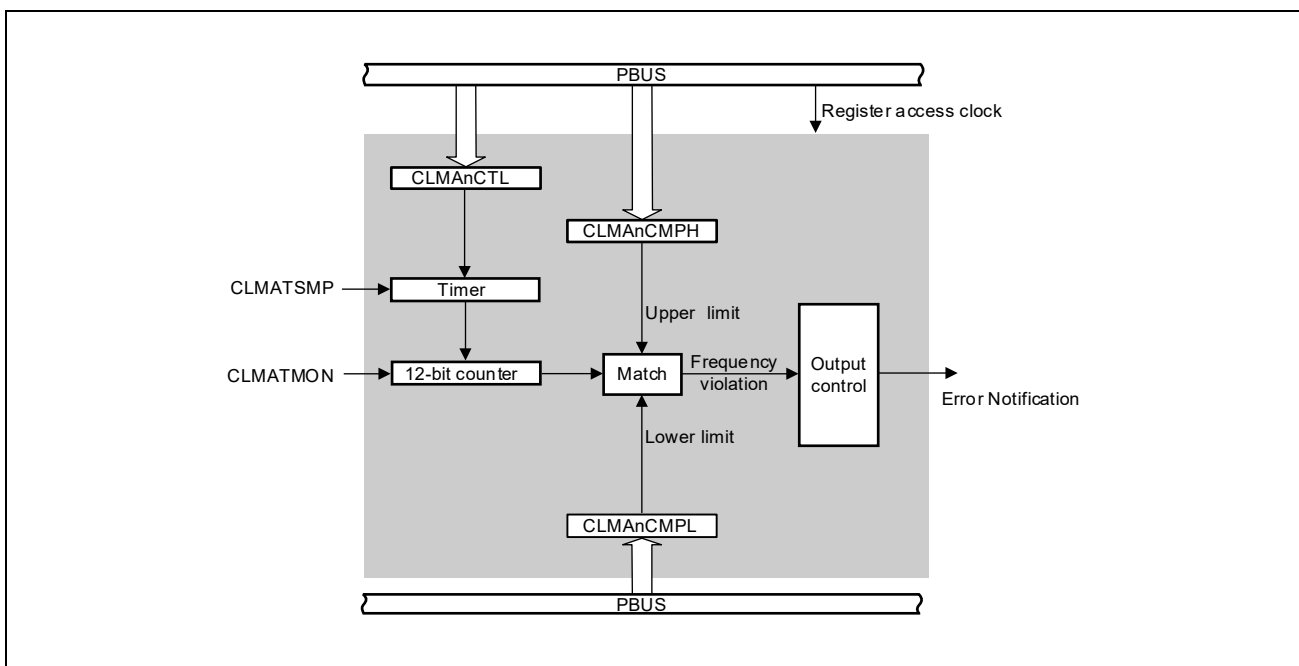 PBUS
Register access clock
CLMAnCTL
CLMAnCMPH
CLMATSMP
Timer
Upper limit
CLMATMON
12-bit counter
Match
Frequency
violation
Output
control
Error Notification
Lower limit
CLMAnCMPL
PBUS